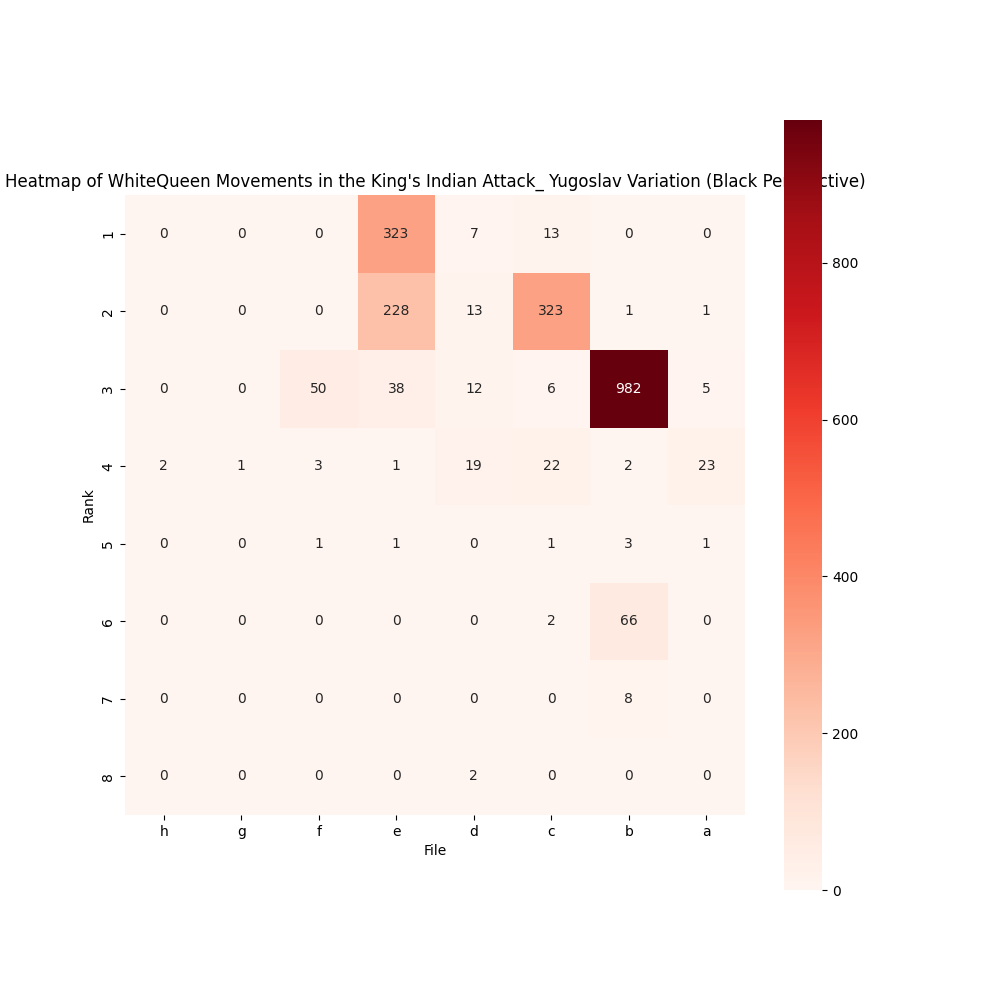 Heatmap of WhiteQueen Movements in the King's Indian Attack_ Yugoslav Variation (Black Pe ctive)
1 0 0 0 323 7 13 0 0
2 0 0 0 228 13 323 1 1
3 0 0 50 38 12 6 982 5
4 2 1 3 1 19 22 2 23
5 0 0 1 1 0 1 3 1
6 0 0 0 0 0 2 66 0
7 0 0 0 0 0 0 8 0
8 0 0 0 0 2 0 0 0
h g f e d c b a
File
Rank
800
600
400
200
0